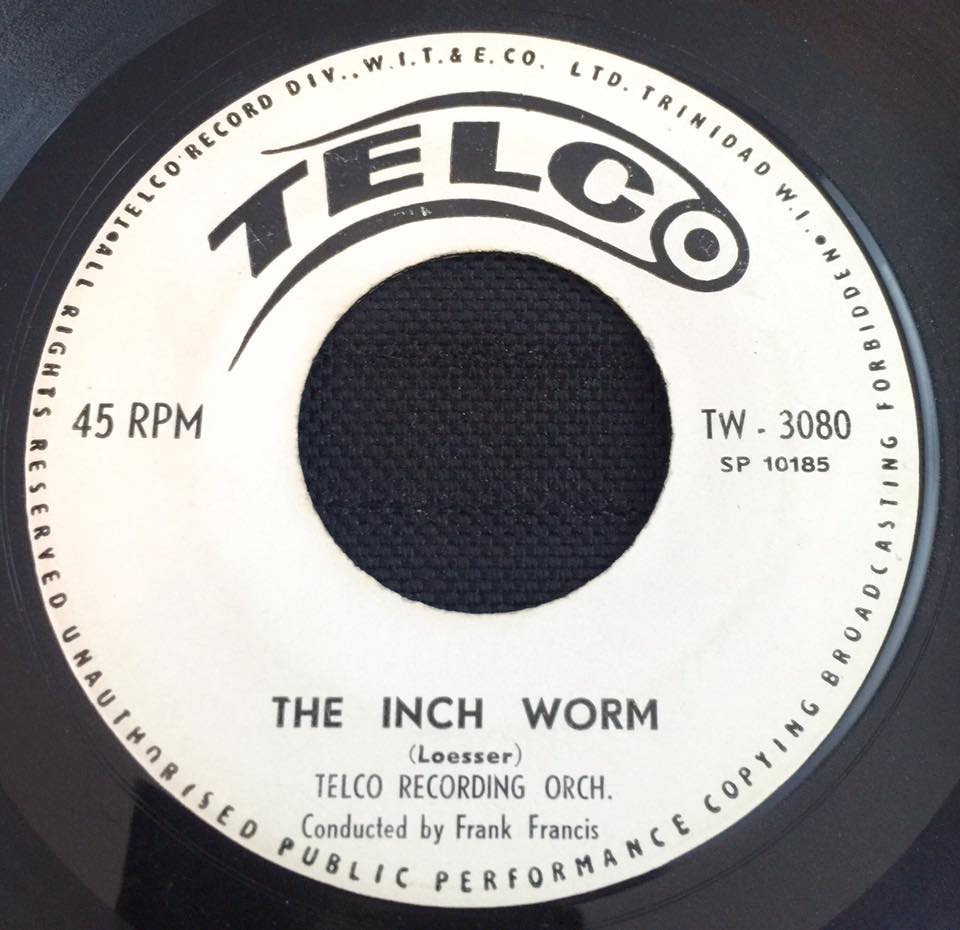 TELCO RECORD DIV., W.I.T. & E. CO. LTD. TRINIDAD W.I. •
TELCO
45 RPM
TW - 3080
SP 10185
THE INCH WORM
(Loesser)
TELCO RECORDING ORCH.
Conducted by Frank Francis
ALL RIGHTS RESERVED UNAUTHORISED PUBLIC PERFORMANCE COPYING BROADCASTING FORBIDDEN •